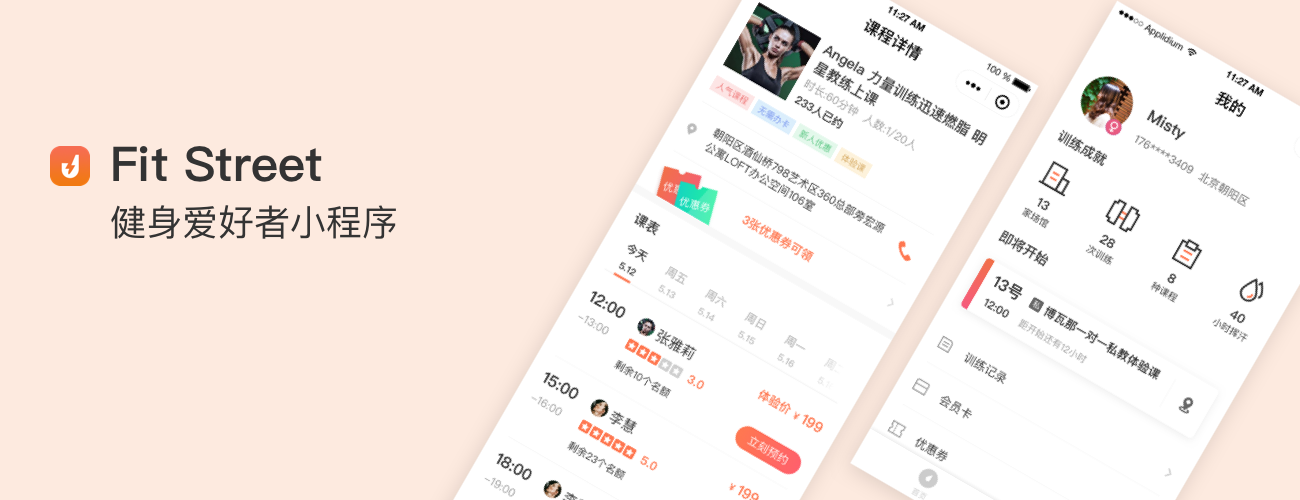 Fit Street
健身爱好者小程序
11:27 AM
100 %
课程详情
Angela 力量训练迅速燃脂 明
星教练上课
时长:60分钟 人数:1/20人
233人已约
人气课程
无需办卡
新人优惠
体验课
朝阳区酒仙桥798艺术区360总部旁宏源
公寓LOFT办公空间106室
优惠券
3张优惠券可领
课表
今天
5.12
周五
5.13
周六
5.14
周日
5.15
周一
5.16
12:00
~13:00
张雅莉
3.0
剩余10个名额
体验价 ¥ 199
15:00
~16:00
李慧
5.0
剩余23个名额
立刻预约
18:00
~19:00
¥ 199
Applidium
11:27 AM
我的
Misty
176****3409 北京朝阳区
训练成就
13
家场馆
28
次训练
8
种课程
40
小时挥汗
即将开始
13号
12:00
博瓦那一对一私教体验课
距开始还有12小时
训练记录
会员卡
优惠券
首页